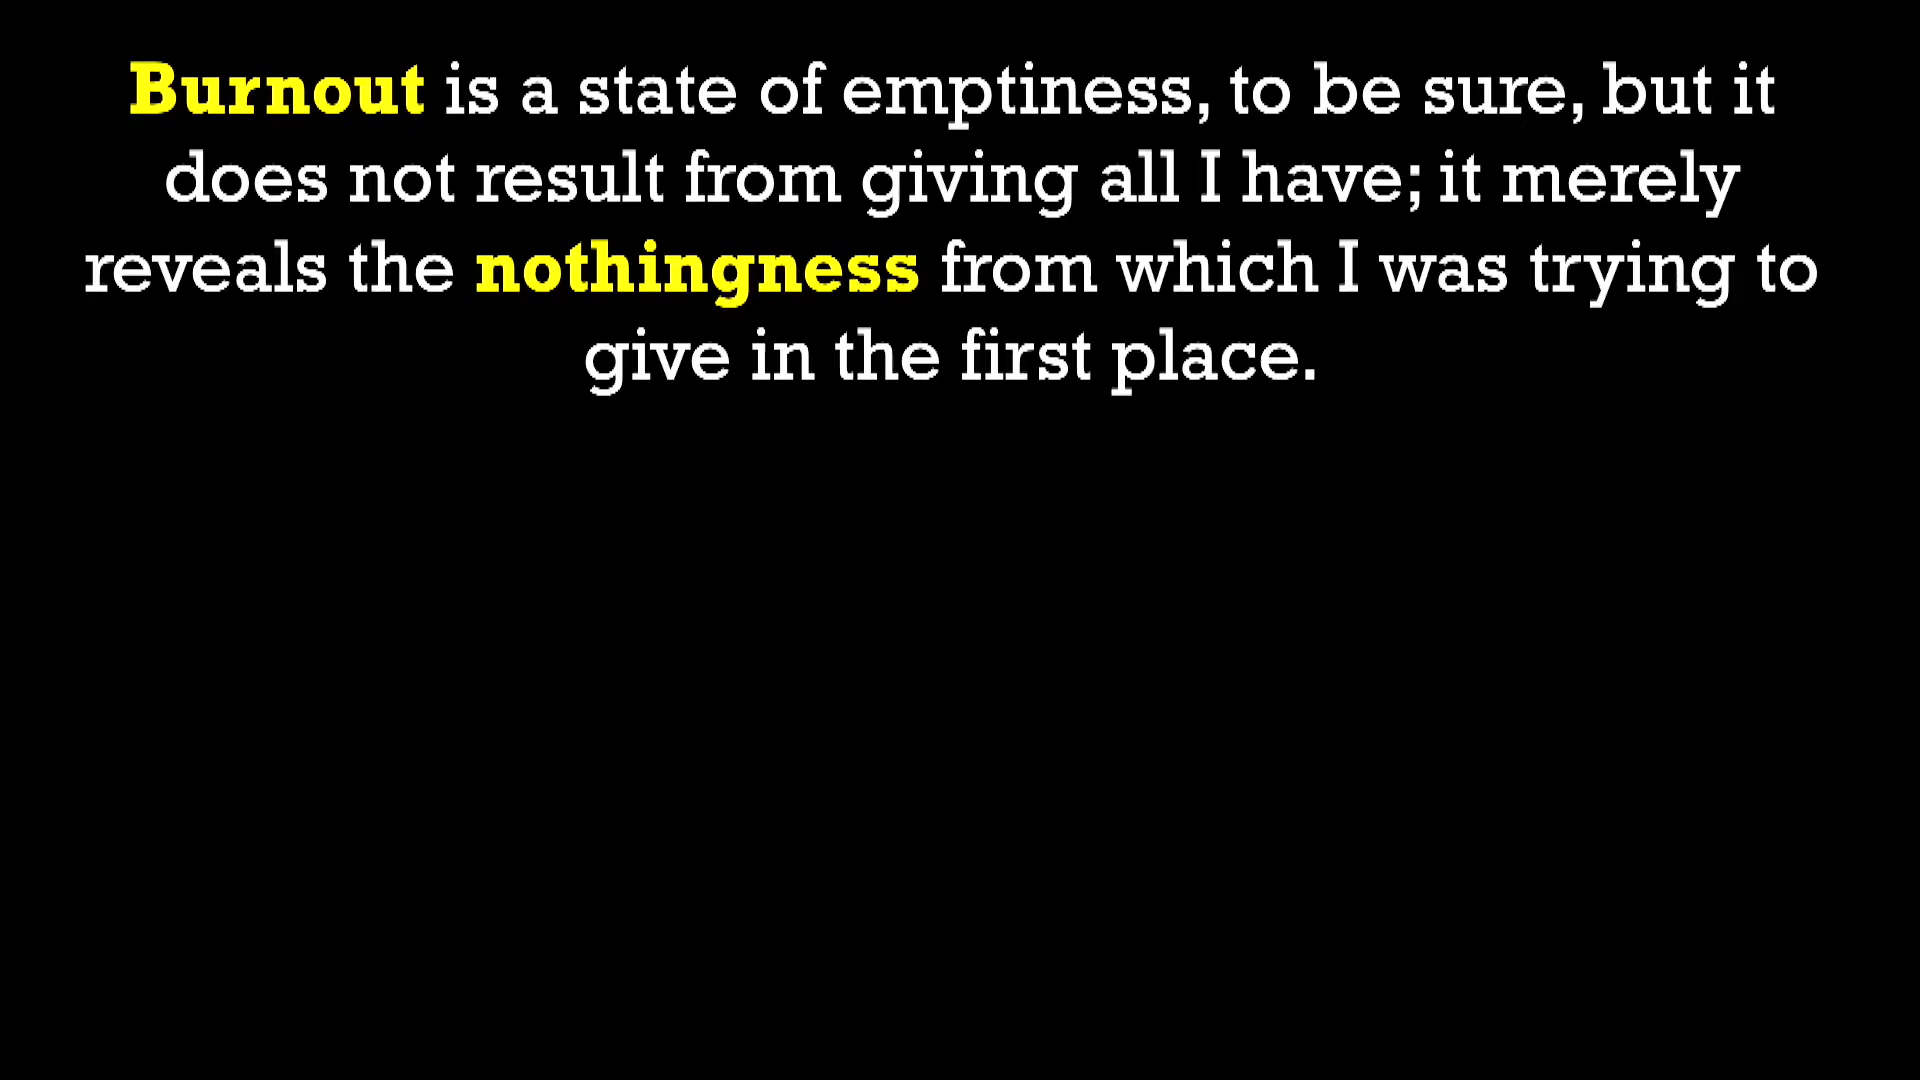 Burnout is a state of emptiness, to be sure, but it
does not result from giving all I have; it merely
reveals the nothingness from which I was trying to
give in the first place.